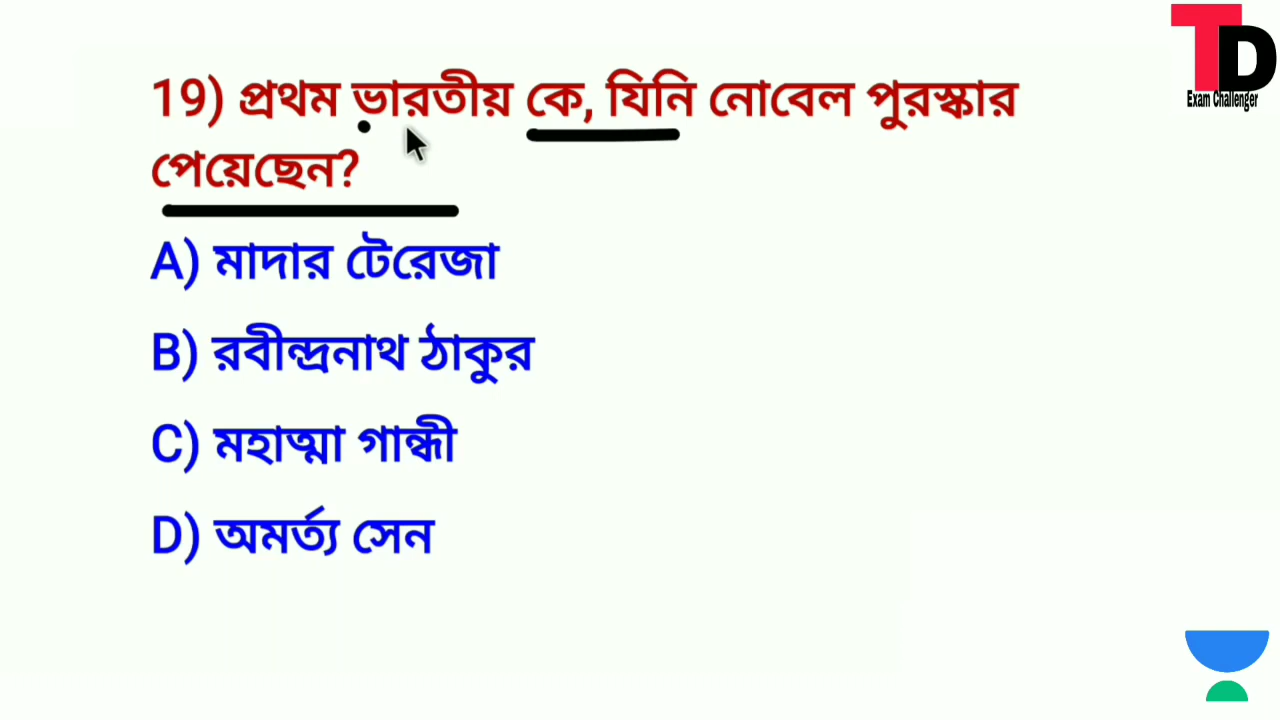 TD
Exam Challenger
19) প্রথম ভারতীয় কে, যিনি নোবেল পুরস্কার
পেয়েছেন?
A) মাদার টেরেজা
B) রবীন্দ্রনাথ ঠাকুর
C) মহাত্মা গান্ধী
D) অমর্ত্য সেন